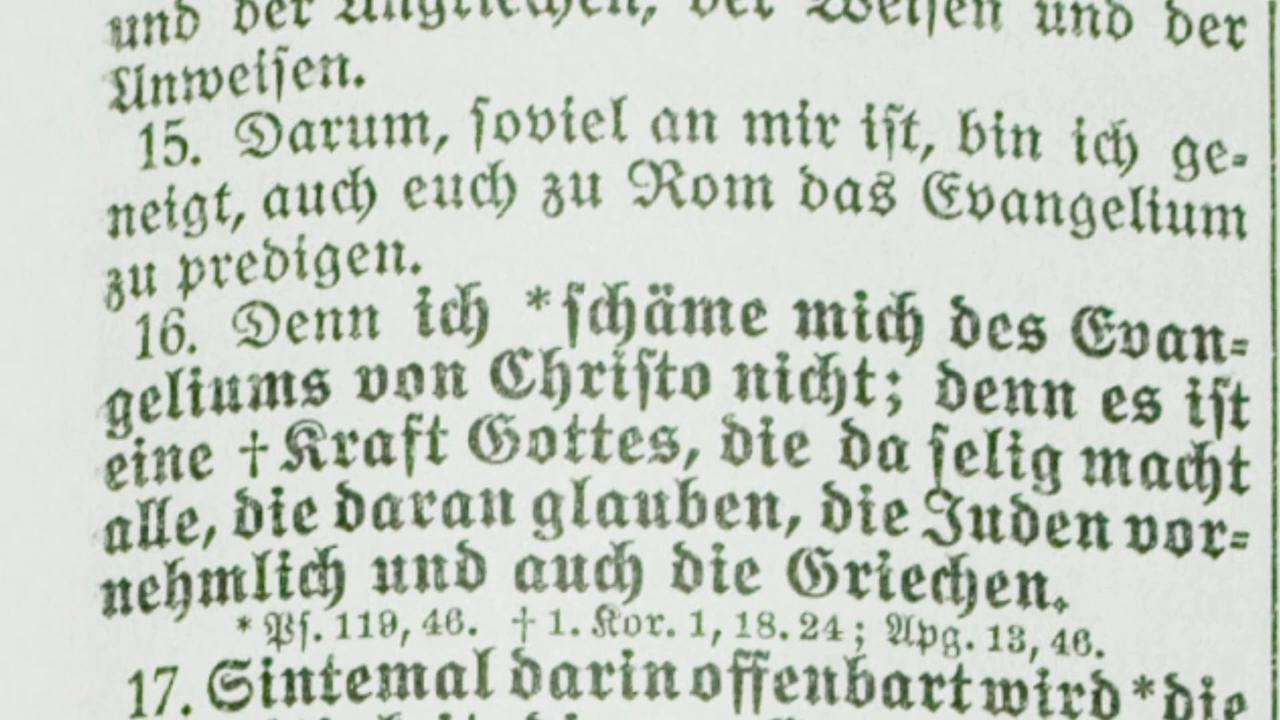 und der Ungriechen, der Weisen und der
Unweisen.
15. Darum, soviel an mir ist, bin ich ge-
neigt, auch euch zu Rom das Evangelium
zu predigen.
16. Denn ich *schäme mich des Evan-
geliums von Christo nicht; denn es ist
eine †Kraft Gottes, die da selig macht
alle, die daran glauben, die Juden vor-
nehmlich und auch die Griechen.
* Ps. 119, 46. † 1. Kor. 1, 18. 24; Apg. 13, 46.
17. Sintemal darin offenbart wird *die